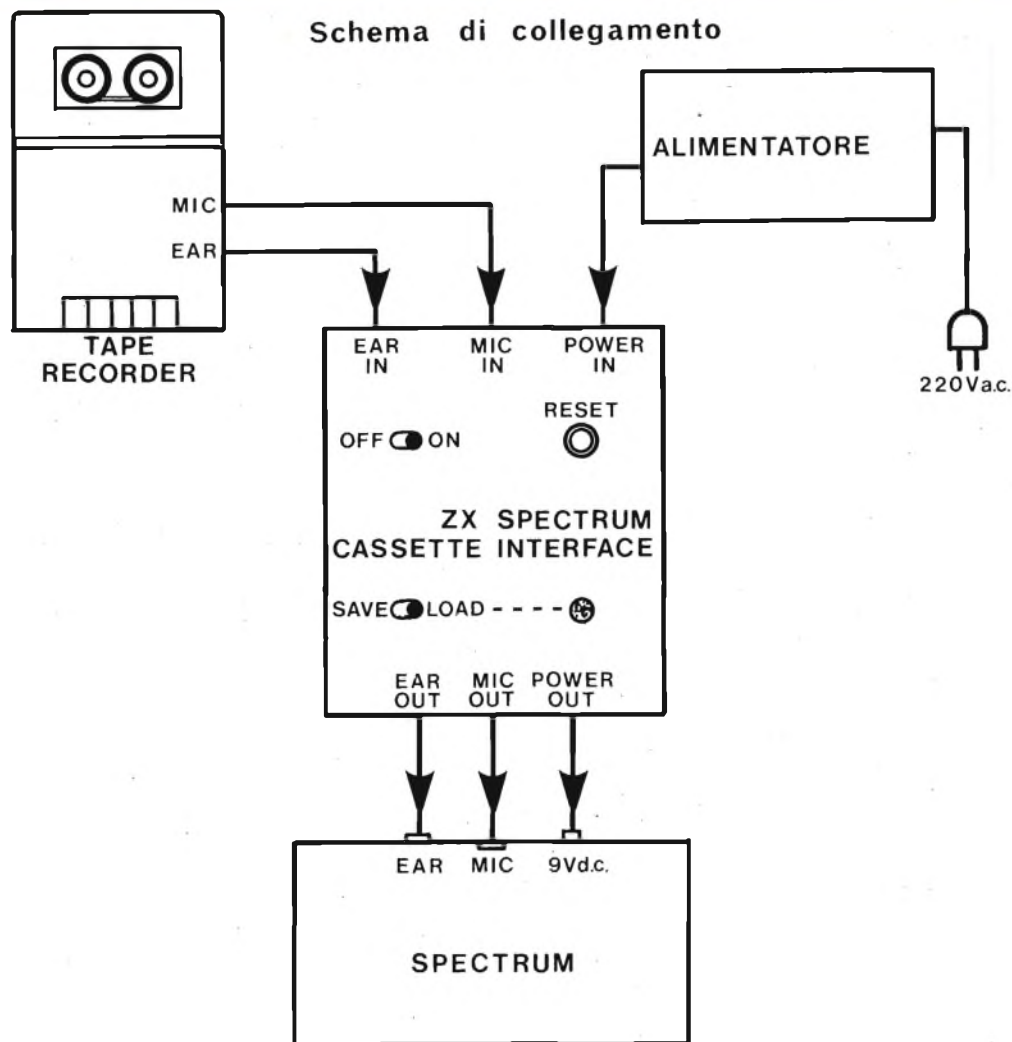 Schema di collegamento
ALIMENTATORE
MIC
EAR
TAPE
RECORDER
220Va.c.
EAR IN
MIC IN
POWER IN
RESET
OFF ON
ZX SPECTRUM
CASSETTE INTERFACE
SAVE LOAD
EAR OUT
MIC OUT
POWER OUT
EAR MIC 9Vd.c.
SPECTRUM